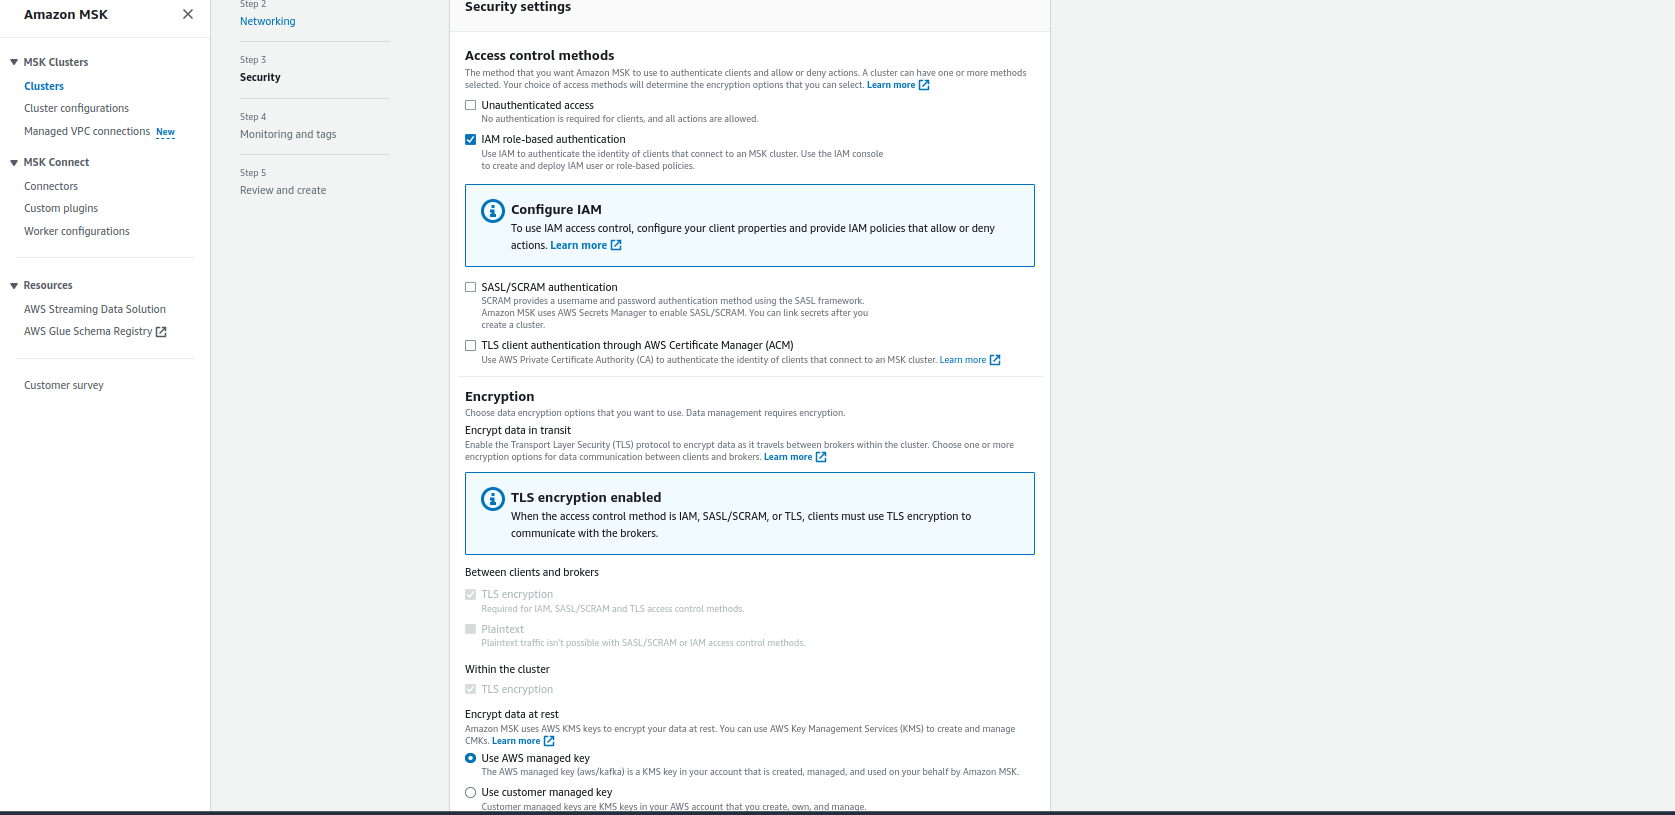 Amazon MSK
MSK Clusters
Clusters
Cluster configurations
Managed VPC connections New
MSK Connect
Connectors
Custom plugins
Worker configurations
Resources
AWS Streaming Data Solution
AWS Glue Schema Registry
Customer survey
Step 2
Networking
Step 3
Security
Step 4
Monitoring and tags
Step 5
Review and create
Security settings
Access control methods
The method that you want Amazon MSK to use to authenticate clients and allow or deny actions. A cluster can have one or more methods
selected. Your choice of access methods will determine the encryption options that you can select. Learn more
Unauthenticated access
No authentication is required for clients, and all actions are allowed.
IAM role-based authentication
Use IAM to authenticate the identity of clients that connect to an MSK cluster. Use the IAM console
to create and deploy IAM user or role-based policies.
Configure IAM
To use IAM access control, configure your client properties and provide IAM policies that allow or deny
actions. Learn more
SASL/SCRAM authentication
SCRAM provides a username and password authentication method using the SASL framework.
Amazon MSK uses AWS Secrets Manager to enable SASL/SCRAM. You can link secrets after you
create a cluster.
TLS client authentication through AWS Certificate Manager (ACM)
Use AWS Private Certificate Authority (CA) to authenticate the identity of clients that connect to an MSK cluster. Learn more
Encryption
Choose data encryption options that you want to use. Data management requires encryption.
Encrypt data in transit
Enable the Transport Layer Security (TLS) protocol to encrypt data as it travels between brokers within the cluster. Choose one or more
encryption options for data communication between clients and brokers. Learn more
TLS encryption enabled
When the access control method is IAM, SASL/SCRAM, or TLS, clients must use TLS encryption to
communicate with the brokers.
Between clients and brokers
TLS encryption
Required for IAM, SASL/SCRAM and TLS access control methods.
Plaintext
Plaintext traffic isn't possible with SASL/SCRAM or IAM access control methods.
Within the cluster
TLS encryption
Encrypt data at rest
Amazon MSK uses AWS KMS keys to encrypt your data at rest. You can use AWS Key Management Services (KMS) to create and manage
CMKs. Learn more
Use AWS managed key
The AWS managed key (aws/kafka) is a KMS key in your account that is created, managed, and used on your behalf by Amazon MSK.
Use customer managed key
Customer managed keys are KMS keys in your AWS account that you create, own, and manage.